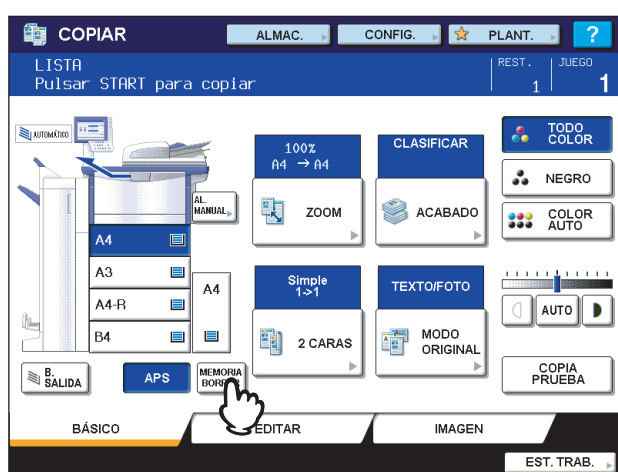 COPIAR
ALMAC.
CONFIG.
PLANT.
?
LISTA
Pulsar START para copiar
REST.
1
JUEGO
1
AUTOMÁTICO
AL.
MANUAL
A4
A3
A4-R
B4
A4
B.
SALIDA
APS
MEMORIA
100%
A4 → A4
ZOOM
CLASIFICAR
ACABADO
Simple
1->1
2 CARAS
TEXTO/FOTO
MODO
ORIGINAL
TODO
COLOR
NEGRO
COLOR
AUTO
AUTO
COPIA
PRUEBA
BÁSICO
EDITAR
IMAGEN
EST. TRAB.